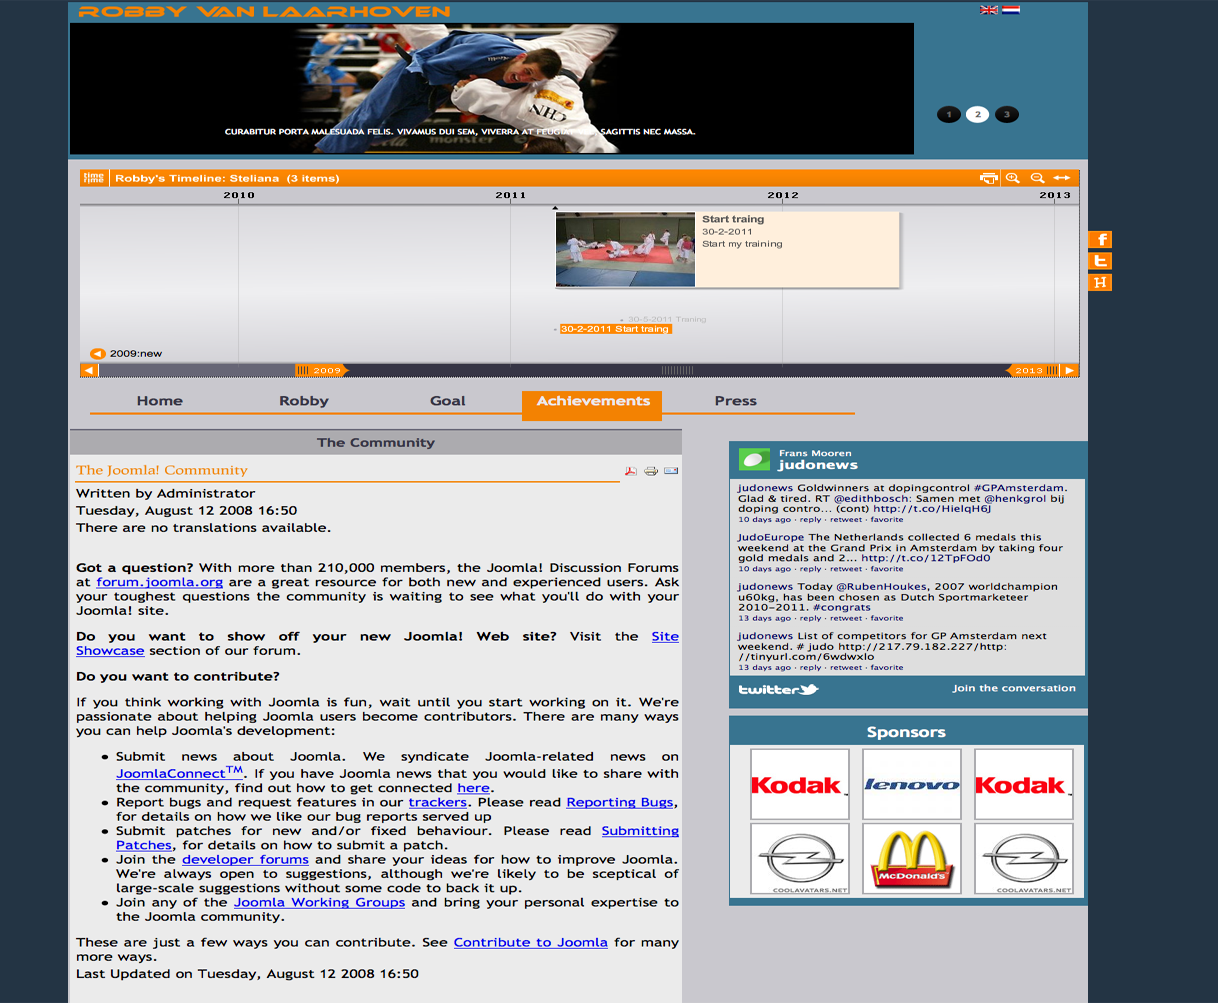 ROBBY VAN LAARHOVEN
NHJ
CURABITUR PORTA MALESUADA FELIS. VIVAMUS DUI SEM, VIVERRA AT FEUGIAT VEL, SAGITTIS NEC MASSA.
monster
1 2 3
time rime Robby's Timeline: Steliana (3 items)
2010 2011 2012 2013
Start traing
30-2-2011
Start my training
30-5-2011 Traning
30-2-2011 Start traing
2009:new
2009 2013
f
t
H
Home Robby Goal Achievements Press
The Community
The Joomla! Community
Written by Administrator
Tuesday, August 12 2008 16:50
There are no translations available.
Got a question? With more than 210,000 members, the Joomla! Discussion Forums
at forum.joomla.org are a great resource for both new and experienced users. Ask
your toughest questions the community is waiting to see what you'll do with your
Joomla! site.
Do you want to show off your new Joomla! Web site? Visit the Site
Showcase section of our forum.
Do you want to contribute?
If you think working with Joomla is fun, wait until you start working on it. We're
passionate about helping Joomla users become contributors. There are many ways
you can help Joomla's development:
• Submit news about Joomla. We syndicate Joomla-related news on
JoomlaConnect™. If you have Joomla news that you would like to share with
the community, find out how to get connected here.
• Report bugs and request features in our trackers. Please read Reporting Bugs,
for details on how we like our bug reports served up
• Submit patches for new and/or fixed behaviour. Please read Submitting
Patches, for details on how to submit a patch.
• Join the developer forums and share your ideas for how to improve Joomla.
We're always open to suggestions, although we're likely to be sceptical of
large-scale suggestions without some code to back it up.
• Join any of the Joomla Working Groups and bring your personal expertise to
the Joomla community.
These are just a few ways you can contribute. See Contribute to Joomla for many
more ways.
Last Updated on Tuesday, August 12 2008 16:50
Frans Mooren
judonews
judonews Goldwinners at dopingcontrol #GPAmsterdam.
Glad & tired. RT @edithbosch: Samen met @henkgrol bij
doping contro... (cont) http://t.co/HielqH6J
10 days ago · reply · retweet · favorite
JudoEurope The Netherlands collected 6 medals this
weekend at the Grand Prix in Amsterdam by taking four
gold medals and 2... http://t.co/12TpFOd0
10 days ago · reply · retweet · favorite
judonews Today @RubenHoukes, 2007 worldchampion
u60kg, has been chosen as Dutch Sportmarketeer
2010-2011. #congrats
13 days ago · reply · retweet · favorite
judonews List of competitors for GP Amsterdam next
weekend. # judo http://217.79.182.227/http:
//tinyurl.com/6wdwxlo
13 days ago · reply · retweet · favorite
twitter Join the conversation
Sponsors
Kodak lenovo Kodak
McDonald's
COOLAVATARS.NET COOLAVATARS.NET